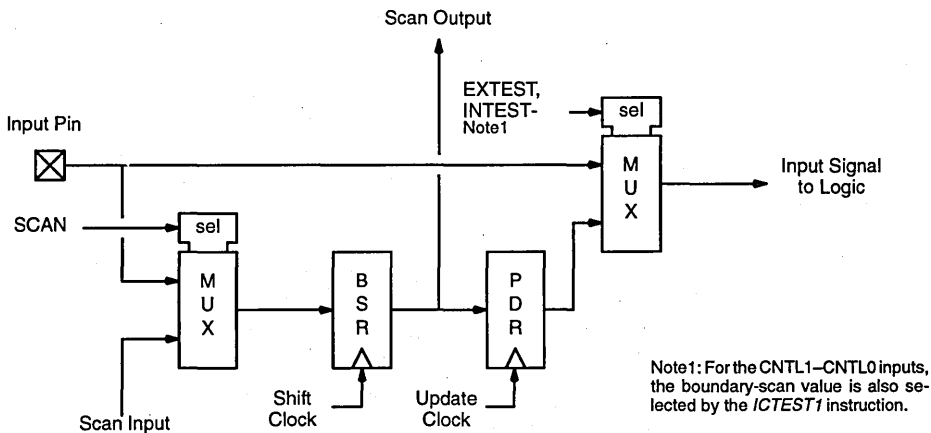 Scan Output
EXTEST,
INTEST-
Note1
sel
Input Pin
M
U
X
Input Signal
to Logic
SCAN
sel
M
U
X
B
S
R
P
D
R
Shift
Clock
Update
Clock
Scan Input
Note1: For the CNTL1–CNTL0 inputs,
the boundary-scan value is also se-
lected by the ICTEST1 instruction.